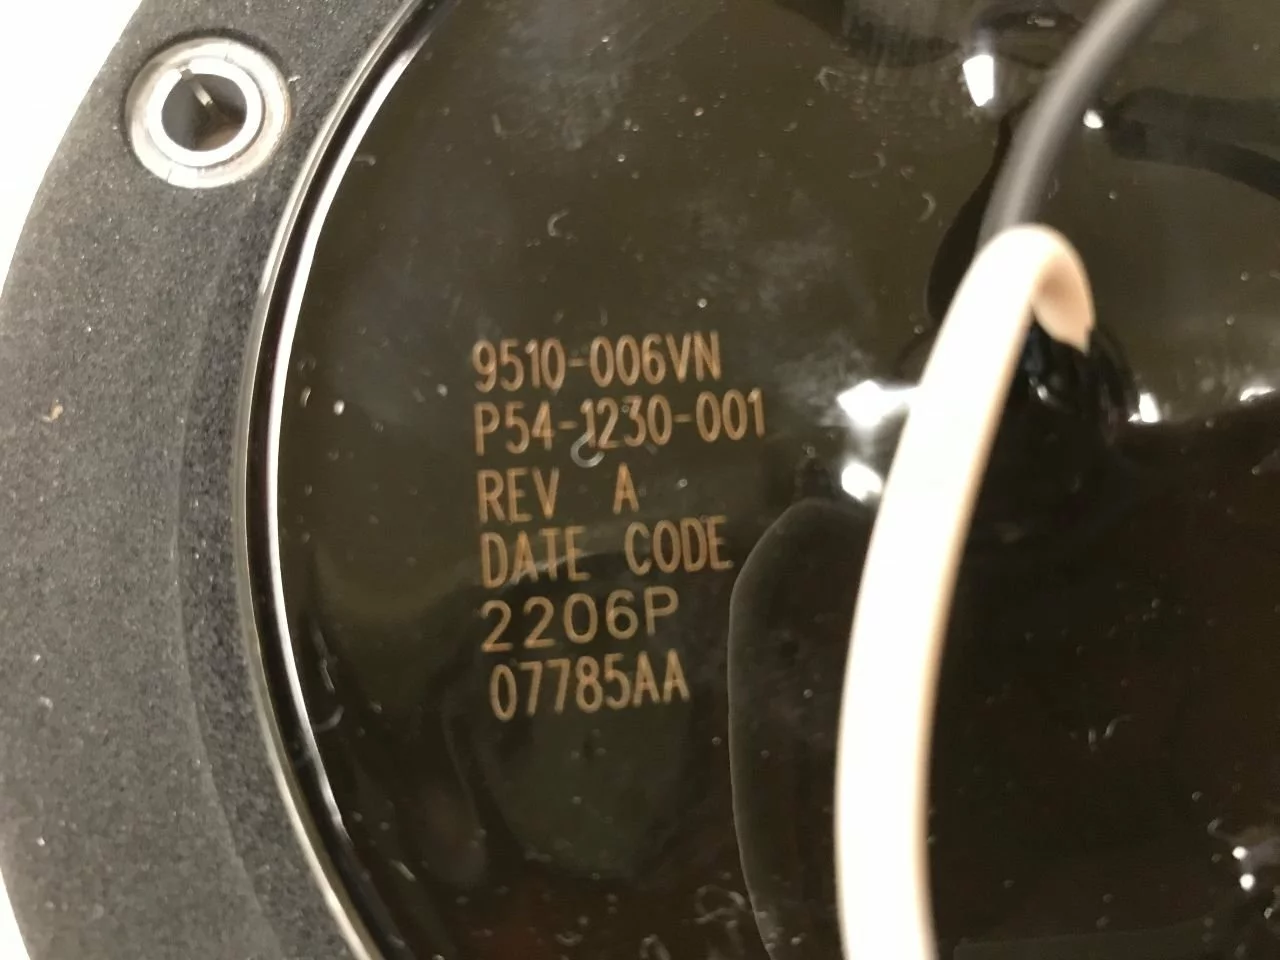 9510-006VN
P54-1230-001
REV A
DATE CODE
2206P
07785AA